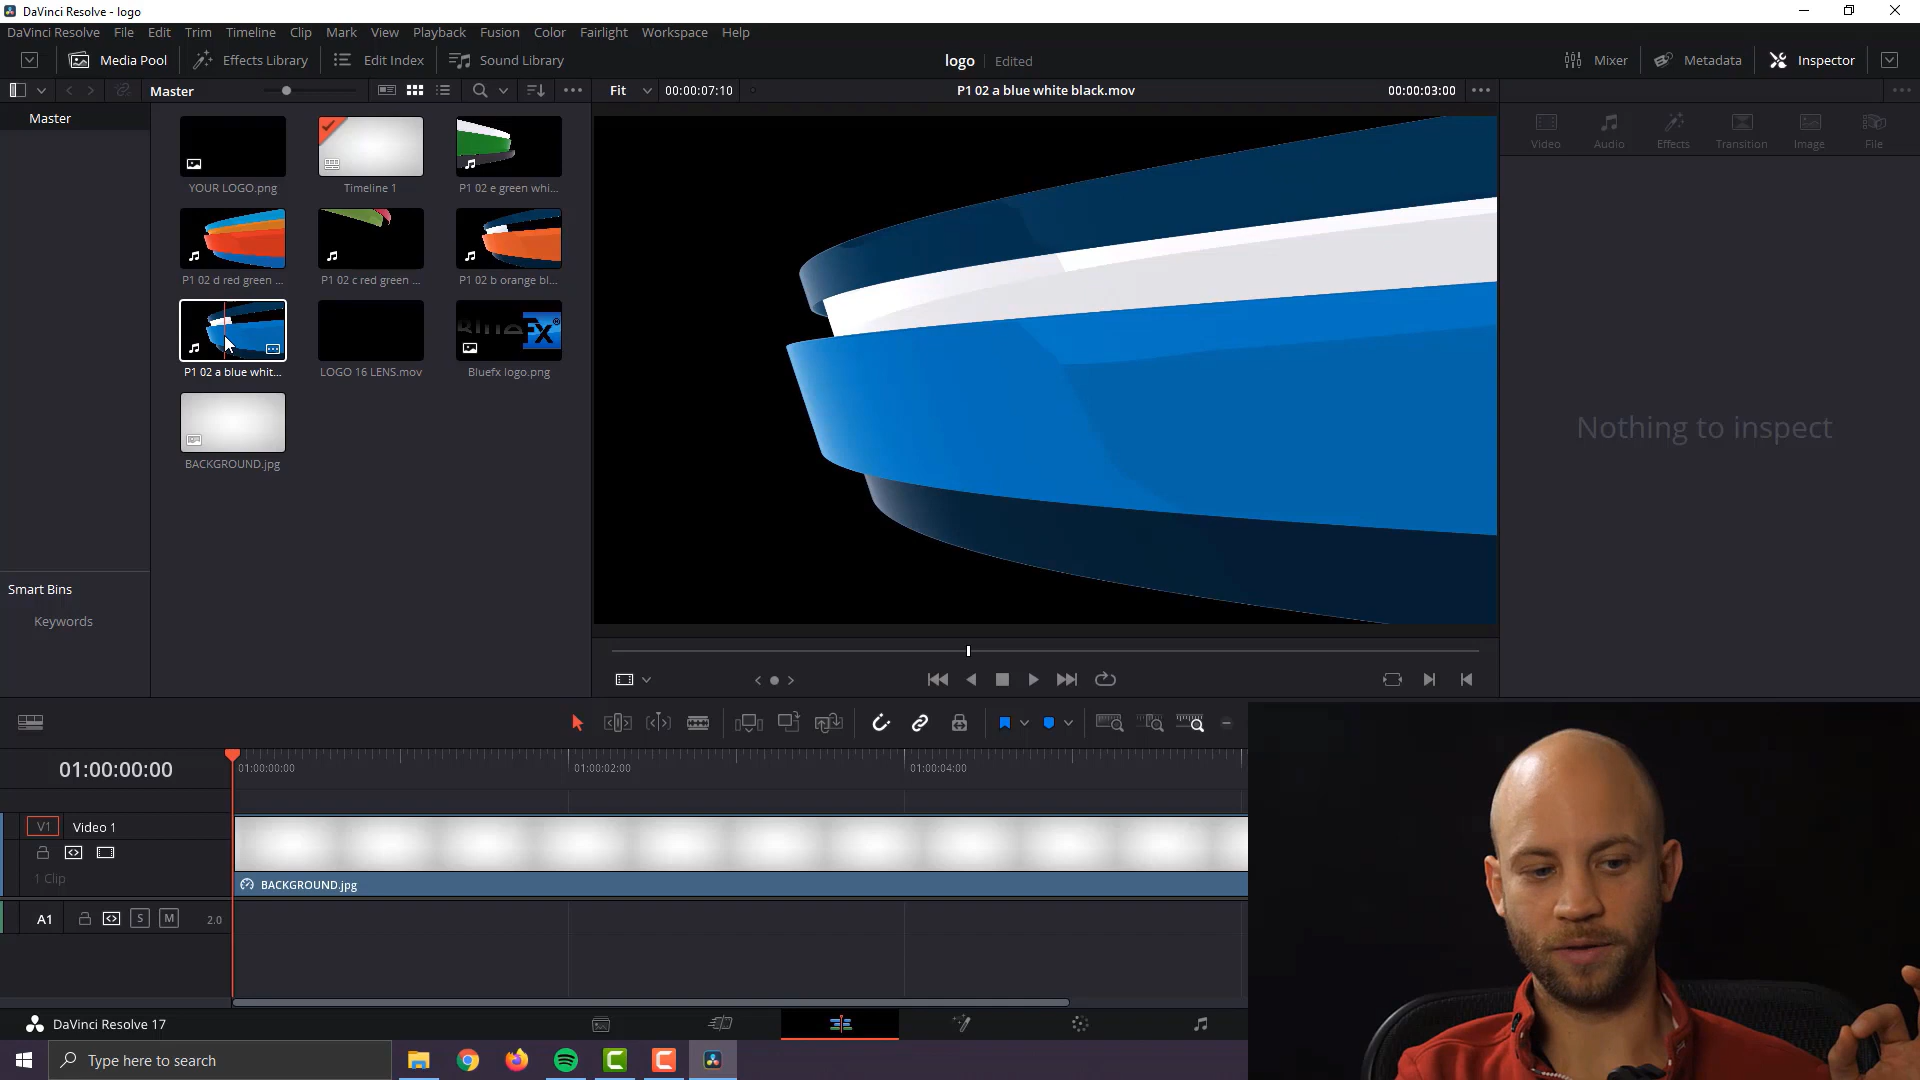 DaVinci Resolve - logo
DaVinci Resolve File Edit Trim Timeline Clip Mark View Playback Fusion Color Fairlight Workspace Help
Media Pool Effects Library Edit Index Sound Library logo Edited Mixer Metadata Inspector
Master Fit 00:00:07:10 P1 02 a blue white black.mov 00:00:03:00
Master
Video Audio Effects Transition Image File
YOUR LOGO.png Timeline 1 P1 02 e green whi...
P1 02 d red green ... P1 02 c red green ... P1 02 b orange bl...
BlueFx
P1 02 a blue whit... LOGO 16 LENS.mov Bluefx logo.png
Nothing to inspect
BACKGROUND.jpg
Smart Bins
Keywords
01:00:00:00 01:00:00:00 01:00:02:00 01:00:04:00
V1 Video 1
1 Clip
BACKGROUND.jpg
A1 S M 2.0
DaVinci Resolve 17
Type here to search